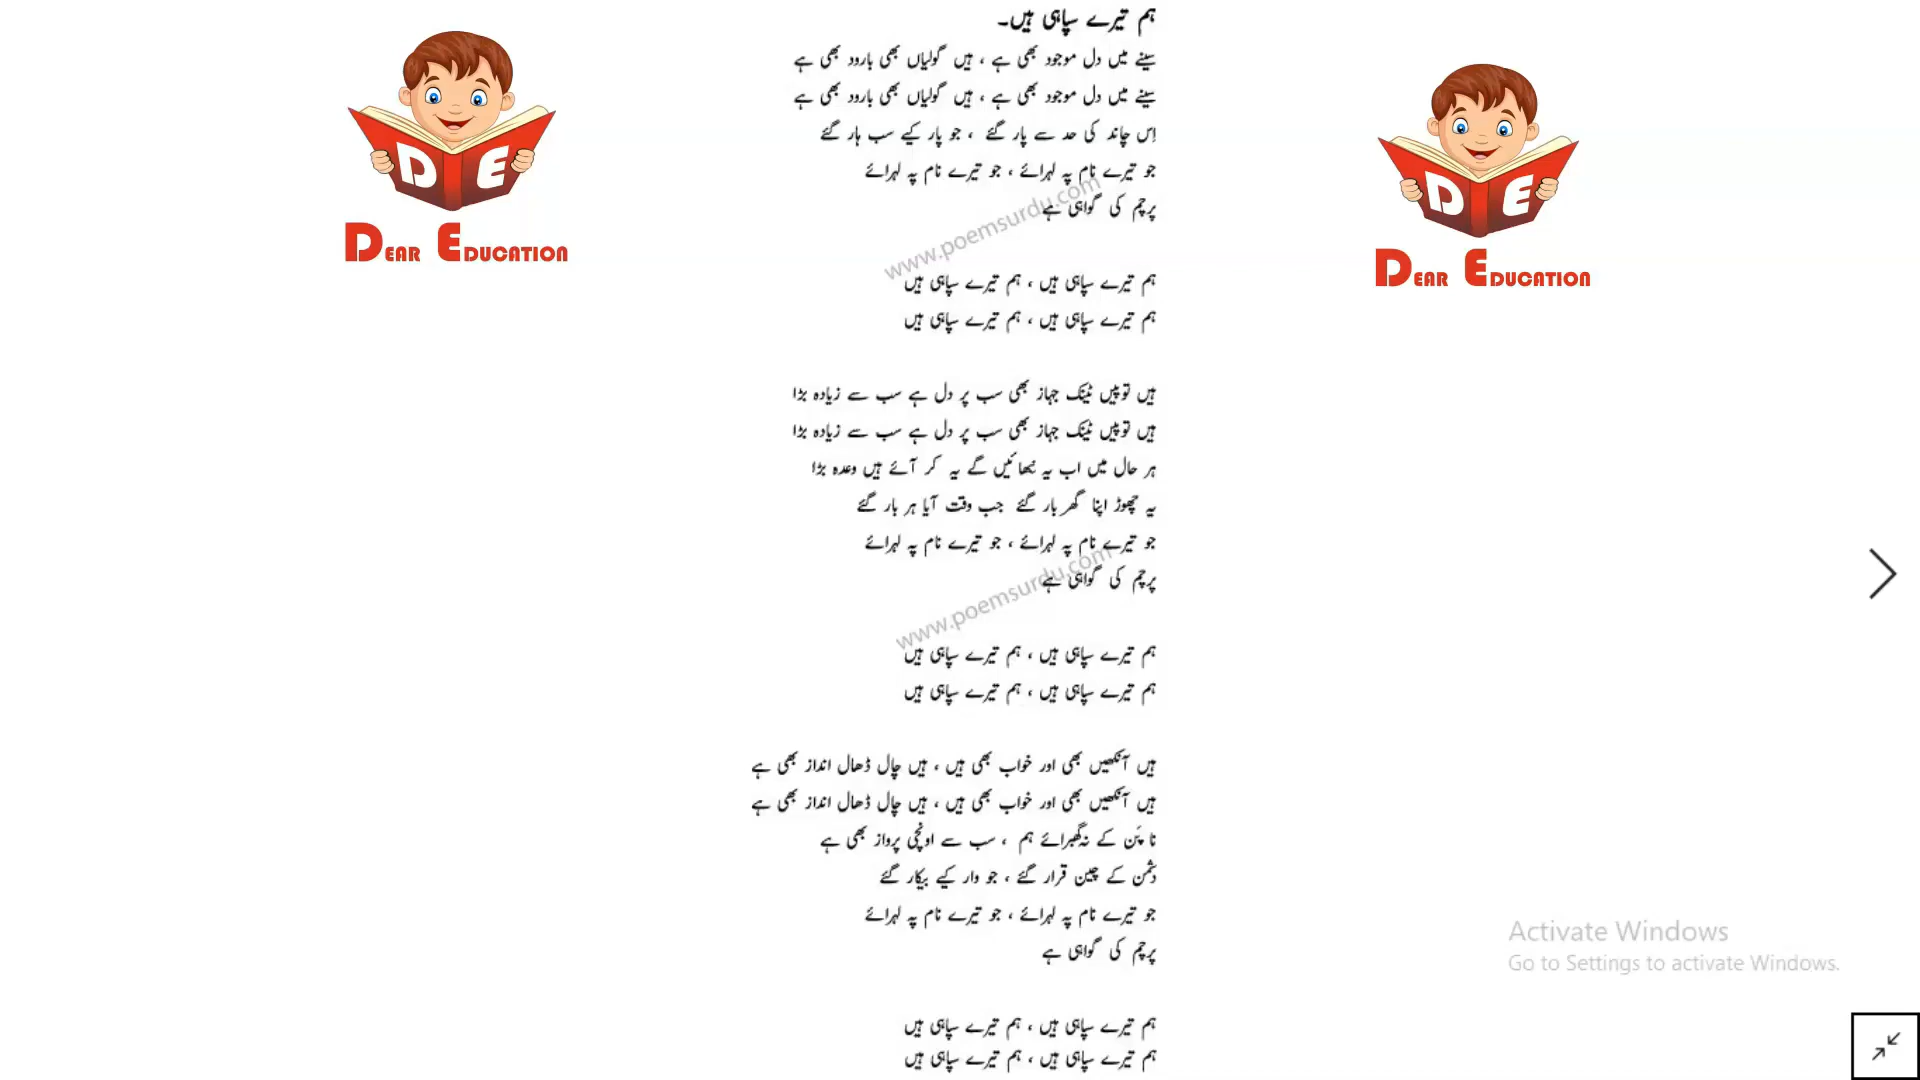 ہم تیرے سپاہی ہیں۔
سینے میں دل موجود بھی ہے ، ہیں گولیاں بھی بارود بھی ہے
سینے میں دل موجود بھی ہے ، ہیں گولیاں بھی بارود بھی ہے
اِس چاند کی حد سے پار گئے ، جو پار کیے سب ہار گئے
جو تیرے نام پہ لہرائے ، جو تیرے نام پہ لہرائے
پرچم کی گواہی ہے
www.poemsurdu.com
ہم تیرے سپاہی ہیں ، ہم تیرے سپاہی ہیں
ہم تیرے سپاہی ہیں ، ہم تیرے سپاہی ہیں
ہیں توپیں ٹینک جہاز بھی سب پر دل ہے سب سے زیادہ بڑا
ہیں توپیں ٹینک جہاز بھی سب پر دل ہے سب سے زیادہ بڑا
ہر حال میں اب یہ نبھائیں گے یہ کر آئے ہیں وعدہ بڑا
یہ چھوڑ اپنا گھر بار گئے جب وقت آیا ہر بار گئے
جو تیرے نام پہ لہرائے ، جو تیرے نام پہ لہرائے
پرچم کی گواہی ہے
www.poemsurdu.com
ہم تیرے سپاہی ہیں ، ہم تیرے سپاہی ہیں
ہم تیرے سپاہی ہیں ، ہم تیرے سپاہی ہیں
ہیں آنکھیں بھی اور خواب بھی ہیں ، ہیں چال ڈھال انداز بھی ہے
ہیں آنکھیں بھی اور خواب بھی ہیں ، ہیں چال ڈھال انداز بھی ہے
نا پَن کے نہ گھبرائے ہم ، سب سے اونچی پرواز بھی ہے
دشمن کے چین قرار گئے ، جو وار کیے بیکار گئے
جو تیرے نام پہ لہرائے ، جو تیرے نام پہ لہرائے
پرچم کی گواہی ہے
ہم تیرے سپاہی ہیں ، ہم تیرے سپاہی ہیں
ہم تیرے سپاہی ہیں ، ہم تیرے سپاہی ہیں
D E
DEAR EDUCATION
D E
DEAR EDUCATION
Activate Windows
Go to Settings to activate Windows.